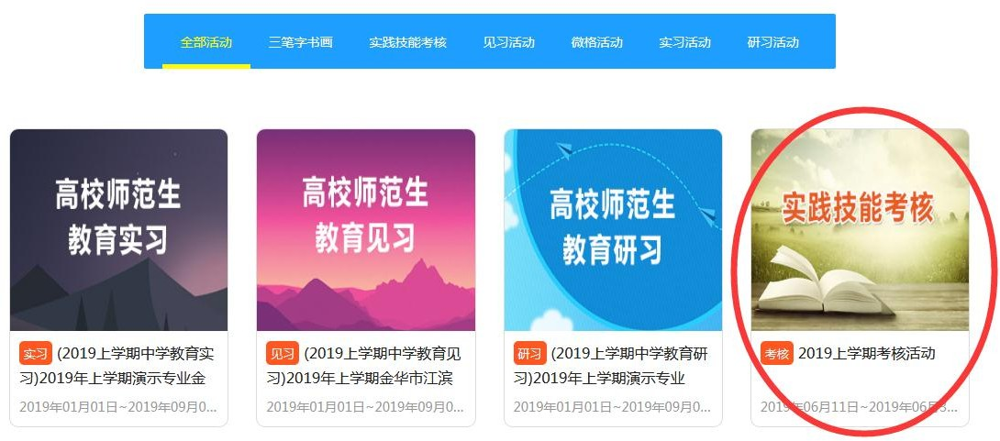 全部活动 三笔字书画 实践技能考核 见习活动 微格活动 实习活动 研习活动
高校师范生
教育实习
实习 (2019上学期中学教育实
习)2019年上学期演示专业金
2019年01月01日~2019年09月0...
高校师范生
教育见习
见习 (2019上学期中学教育见
习)2019年上学期金华市江滨
2019年01月01日~2019年09月0...
高校师范生
教育研习
研习 (2019上学期中学教育研
习)2019年上学期演示专业
2019年01月01日~2019年09月0...
实践技能考核
考核 2019上学期考核活动
2019年06月11日~2019年06月3...